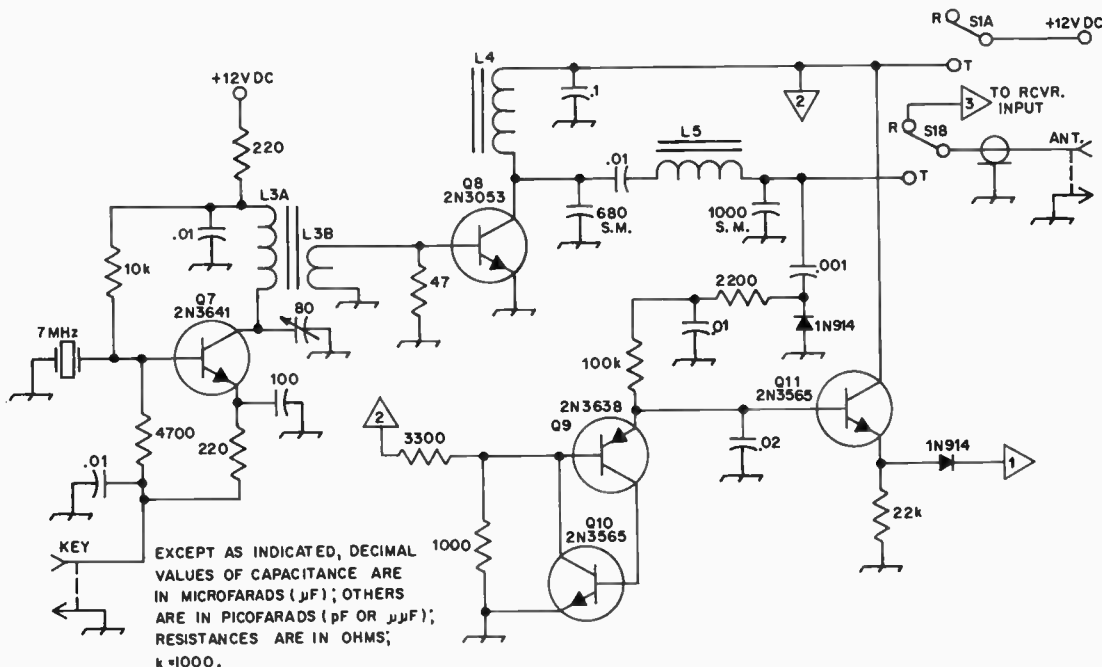 R
S1A
+12V DC
T
3
TO RCVR.
INPUT
R
S1B
ANT.
T
L4
.1
2
L5
+12V DC
220
L3A
L3B
.01
10k
Q8
2N3053
.01
680
S.M.
1000
S.M.
47
Q7
2N3641
80
7MHz
100
4700
220
.01
KEY
.001
2200
1N914
.01
100k
Q11
2N3565
2N3638
Q9
2
3300
.02
1N914
1
22k
1000
Q10
2N3565
EXCEPT AS INDICATED, DECIMAL
VALUES OF CAPACITANCE ARE
IN MICROFARADS (µF); OTHERS
ARE IN PICOFARADS (pF OR µµF);
RESISTANCES ARE IN OHMS;
k=1000.